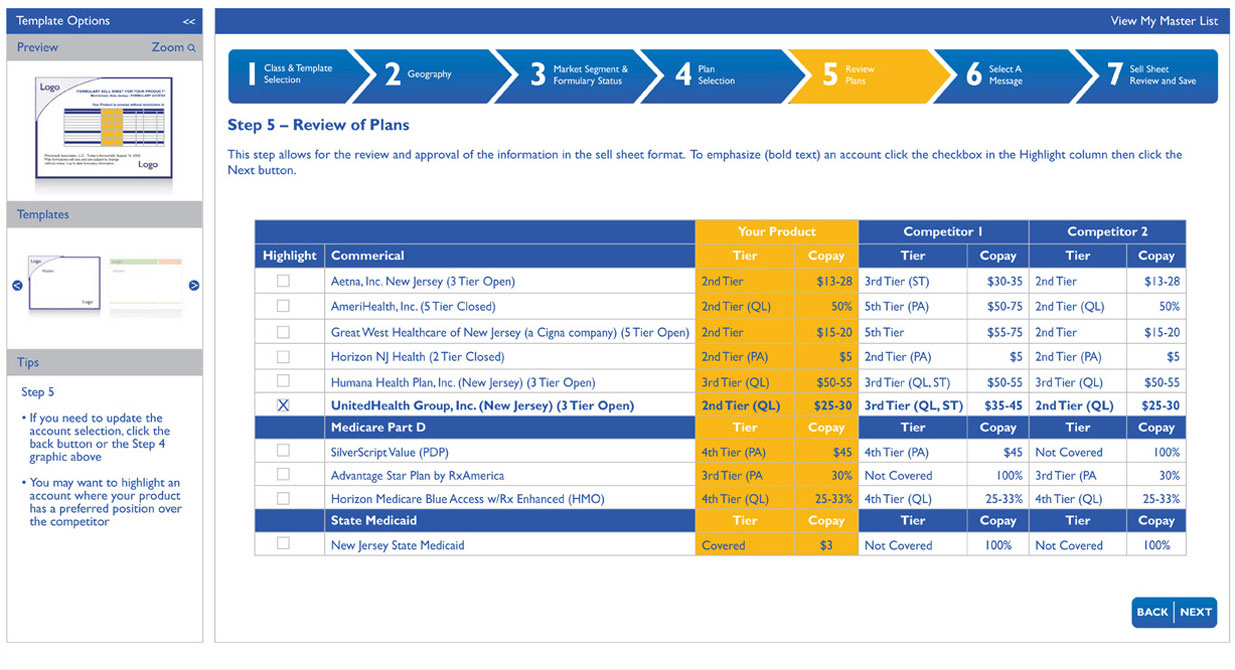 Template Options <<
View My Master List
Preview Zoom
1 Class & Template Selection
2 Geography
3 Market Segment & Formulary Status
4 Plan Selection
5 Review Plans
6 Select A Message
7 Sell Sheet Review and Save
Logo
FORMULARY SELL SHEET FOR YOUR PRODUCT
Logo
Step 5 – Review of Plans
This step allows for the review and approval of the information in the sell sheet format. To emphasize (bold text) an account click the checkbox in the Highlight column then click the
Next button.
Templates
Logo
Logo
Your Product Competitor 1 Competitor 2
Highlight Commerical Tier Copay Tier Copay Tier Copay
Aetna, Inc. New Jersey (3 Tier Open) 2nd Tier $13-28 3rd Tier (ST) $30-35 2nd Tier $13-28
AmeriHealth, Inc. (5 Tier Closed) 2nd Tier (QL) 50% 5th Tier (PA) $50-75 2nd Tier (QL) 50%
Great West Healthcare of New Jersey (a Cigna company) (5 Tier Open) 2nd Tier $15-20 5th Tier $55-75 2nd Tier $15-20
Horizon NJ Health (2 Tier Closed) 2nd Tier (PA) $5 2nd Tier (PA) $5 2nd Tier (PA) $5
Humana Health Plan, Inc. (New Jersey) (3 Tier Open) 3rd Tier (QL) $50-55 3rd Tier (QL, ST) $50-55 3rd Tier (QL) $50-55
X UnitedHealth Group, Inc. (New Jersey) (3 Tier Open) 2nd Tier (QL) $25-30 3rd Tier (QL, ST) $35-45 2nd Tier (QL) $25-30
Medicare Part D Tier Copay Tier Copay Tier Copay
SilverScript Value (PDP) 4th Tier (PA) $45 4th Tier (PA) $45 Not Covered 100%
Advantage Star Plan by RxAmerica 3rd Tier (PA 30% Not Covered 100% 3rd Tier (PA 30%
Horizon Medicare Blue Access w/Rx Enhanced (HMO) 4th Tier (QL) 25-33% 4th Tier (QL) 25-33% 4th Tier (QL) 25-33%
State Medicaid Tier Copay Tier Copay Tier Copay
New Jersey State Medicaid Covered $3 Not Covered 100% Not Covered 100%
Tips
Step 5
• If you need to update the
account selection, click the
back button or the Step 4
graphic above
• You may want to highlight an
account where your product
has a preferred position over
the competitor
BACK NEXT